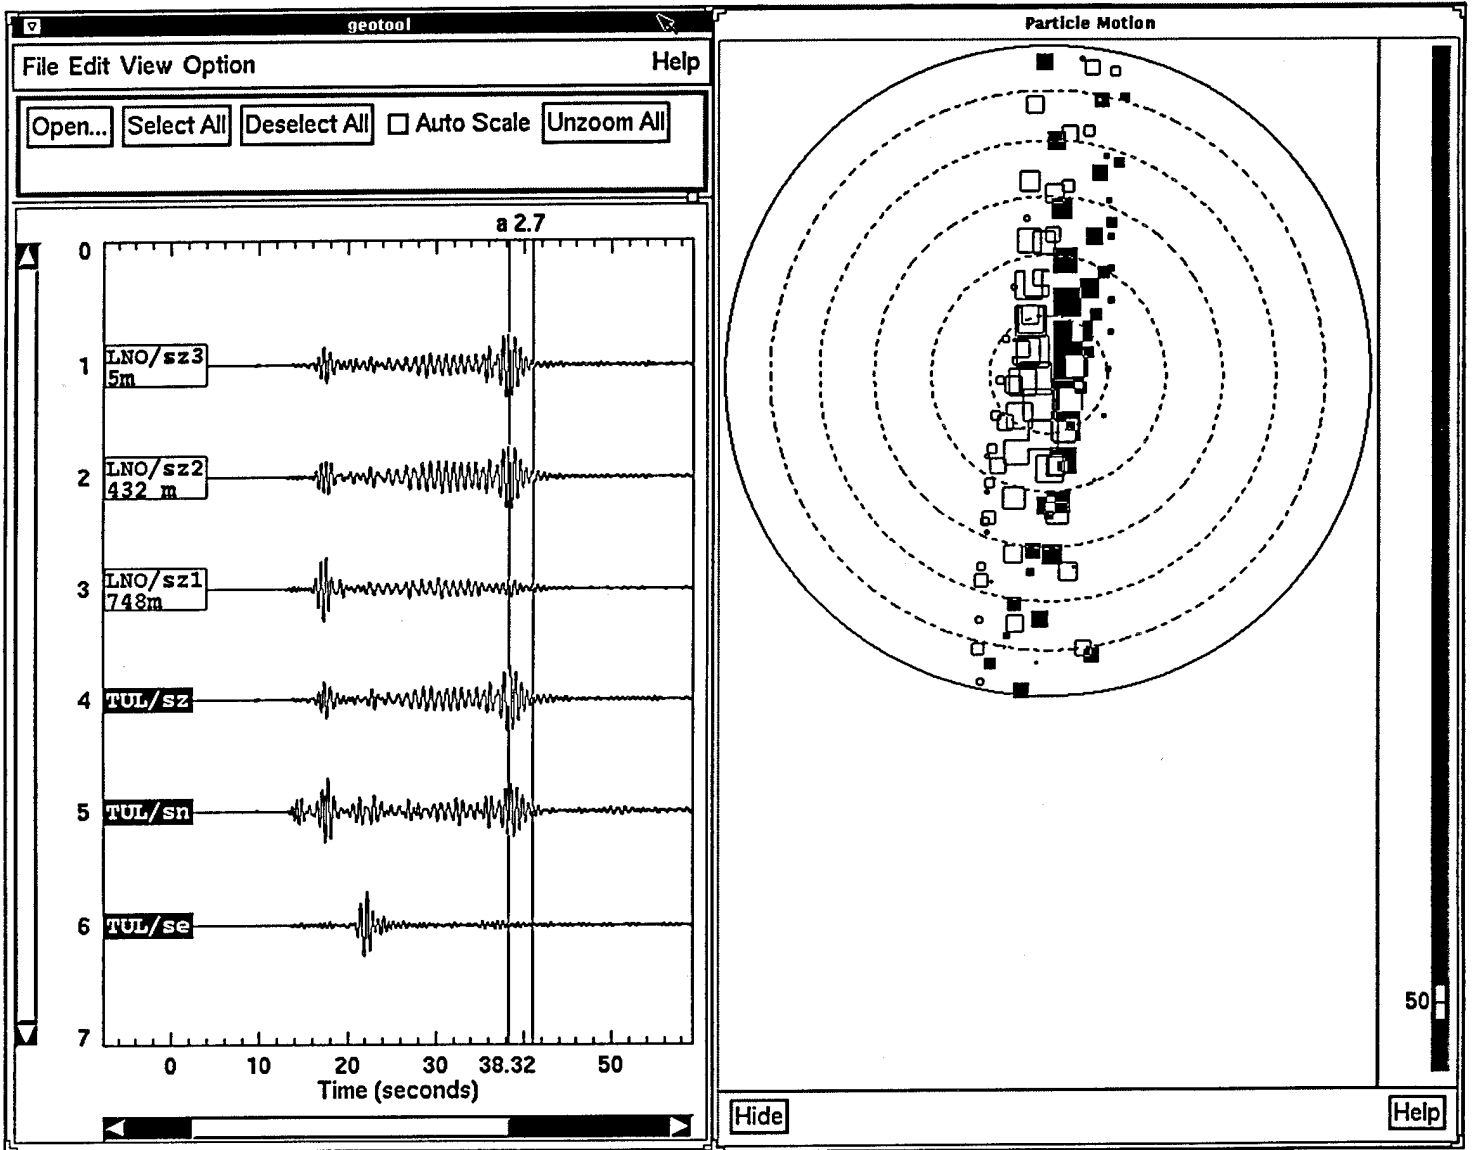 geotool
File Edit View Option Help
Open... Select All Deselect All Auto Scale Unzoom All
a 2.7
0
1 LNO/sz3
5m
2 LNO/sz2
432 m
3 LNO/sz1
748m
4 TUL/sz
5 TUL/sn
6 TUL/se
7
0 10 20 30 38.32 50
Time (seconds)
Particle Motion
50
Hide Help